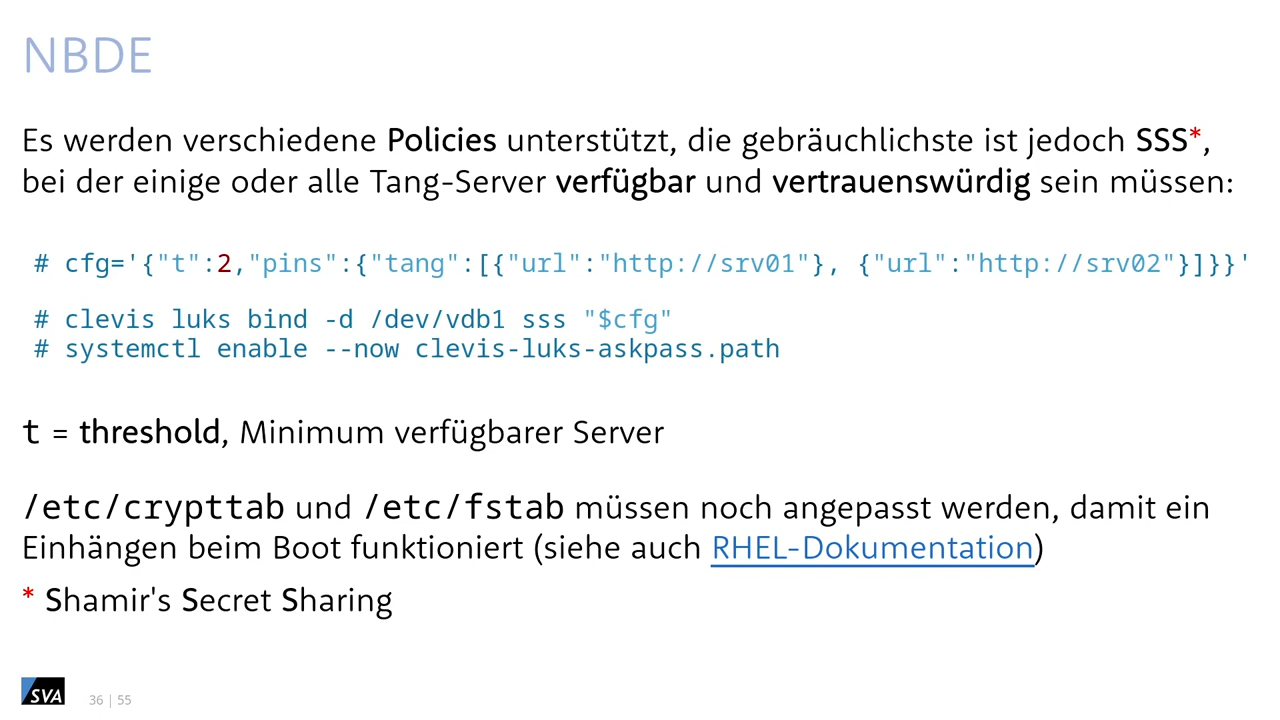 NBDE
Es werden verschiedene Policies unterstützt, die gebräuchlichste ist jedoch SSS*,
bei der einige oder alle Tang-Server verfügbar und vertrauenswürdig sein müssen:
# cfg='{"t":2,"pins":{"tang":[{"url":"http://srv01"}, {"url":"http://srv02"}]}}'
# clevis luks bind -d /dev/vdb1 sss "$cfg"
# systemctl enable --now clevis-luks-askpass.path
t = threshold, Minimum verfügbarer Server
/etc/crypttab und /etc/fstab müssen noch angepasst werden, damit ein
Einhängen beim Boot funktioniert (siehe auch RHEL-Dokumentation)
* Shamir's Secret Sharing
SVA
36 | 55